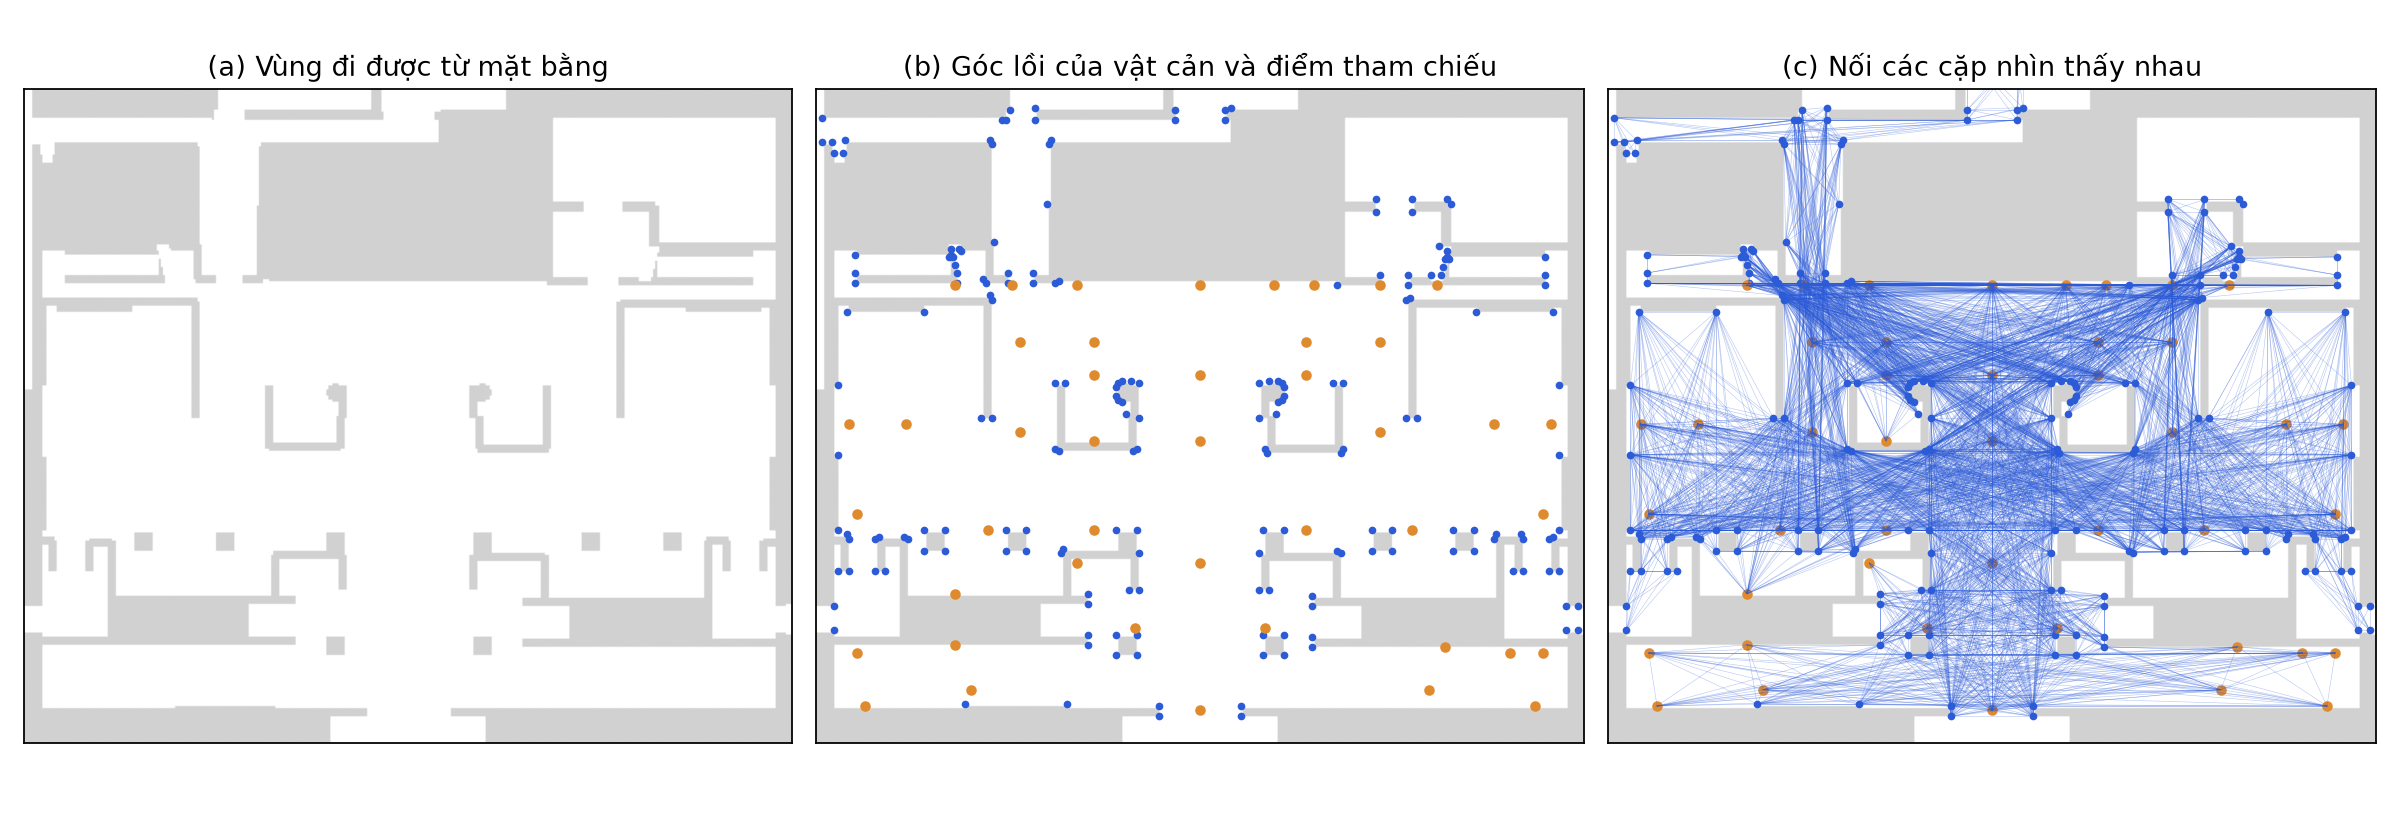 (a) Vùng đi được từ mặt bằng
(b) Góc lồi của vật cản và điểm tham chiếu
(c) Nối các cặp nhìn thấy nhau